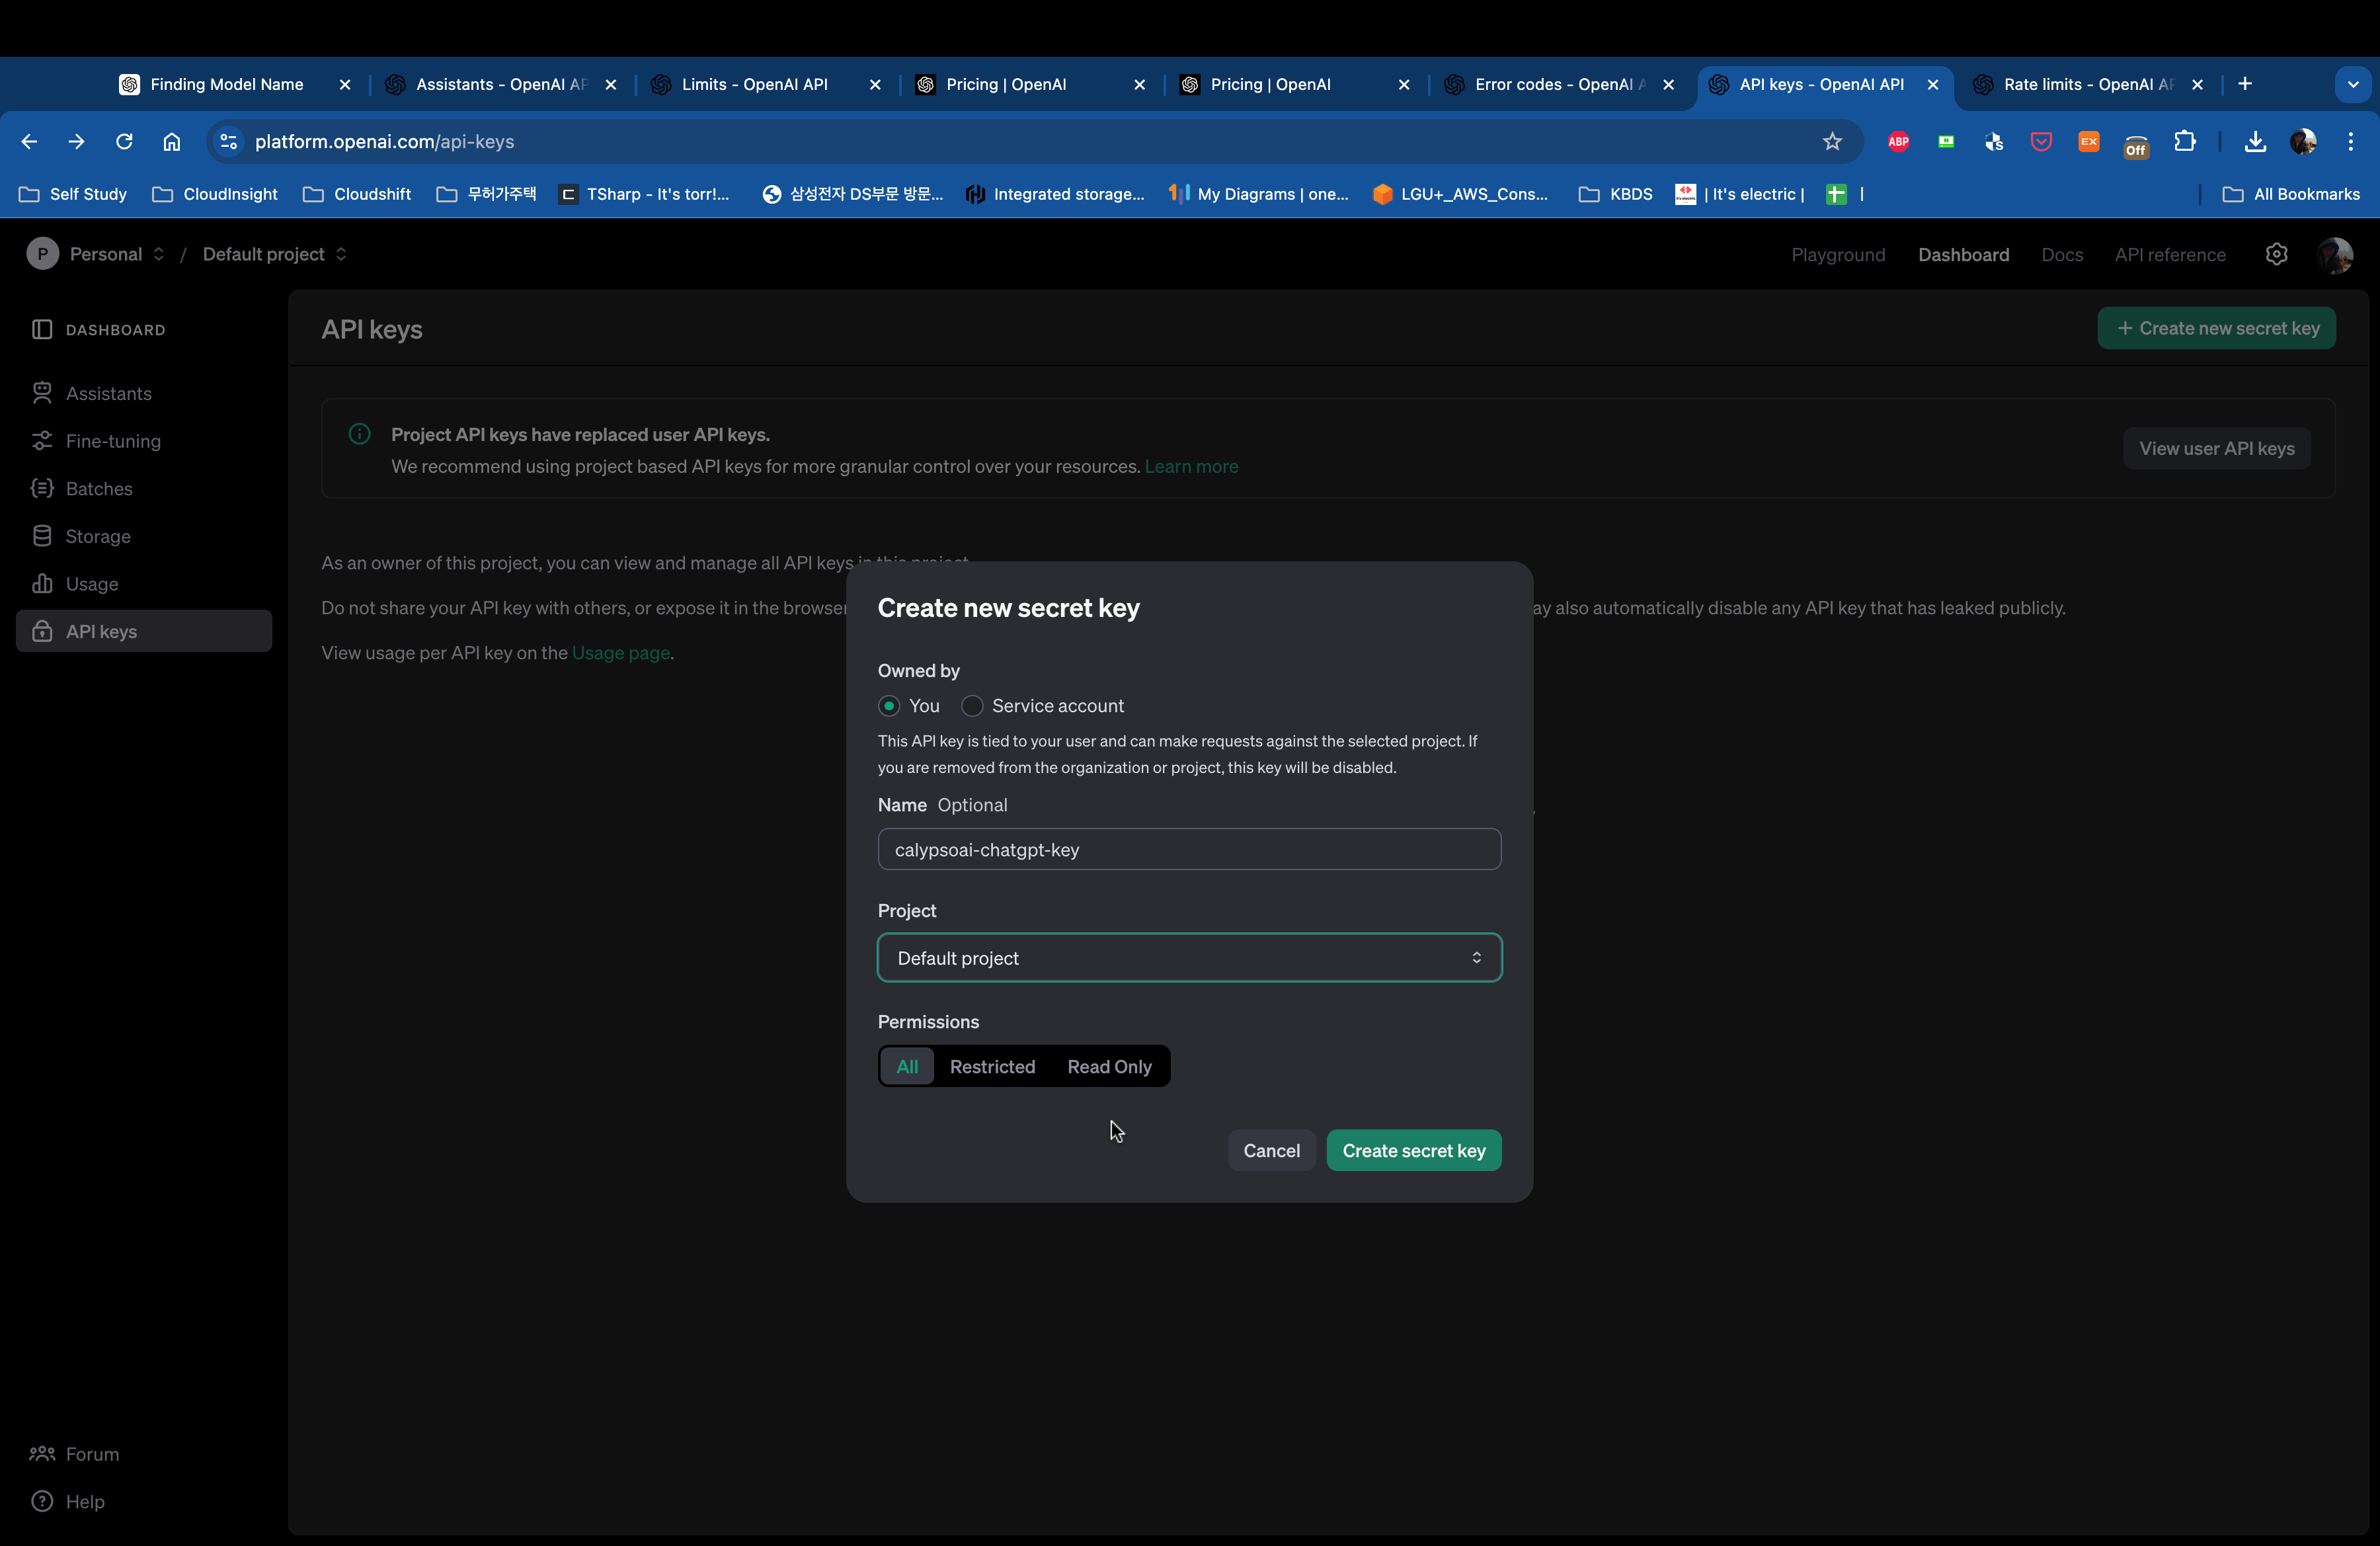 Finding Model Name
Assistants - OpenAI AP
Limits - OpenAI API
Pricing | OpenAI
Pricing | OpenAI
Error codes - OpenAI A
API keys - OpenAI API
Rate limits - OpenAI AP
platform.openai.com/api-keys
ABP
EX
Off
Self Study
CloudInsight
Cloudshift
무허가주택
TSharp - It's torr!...
삼성전자 DS부문 방문...
Integrated storage...
My Diagrams | one...
LGU+_AWS_Cons...
KBDS
| It's electric |
|
All Bookmarks
P Personal / Default project
Playground
Dashboard
Docs
API reference
DASHBOARD
Assistants
Fine-tuning
Batches
Storage
Usage
API keys
Forum
Help
API keys
+ Create new secret key
Project API keys have replaced user API keys.
We recommend using project based API keys for more granular control over your resources. Learn more
View user API keys
As an owner of this project, you can view and manage all API keys in this project
Do not share your API key with others, or expose it in the browser
ay also automatically disable any API key that has leaked publicly.
View usage per API key on the Usage page.
Create new secret key
Owned by
You
Service account
This API key is tied to your user and can make requests against the selected project. If
you are removed from the organization or project, this key will be disabled.
Name Optional
calypsoai-chatgpt-key
Project
Default project
Permissions
All
Restricted
Read Only
Cancel
Create secret key